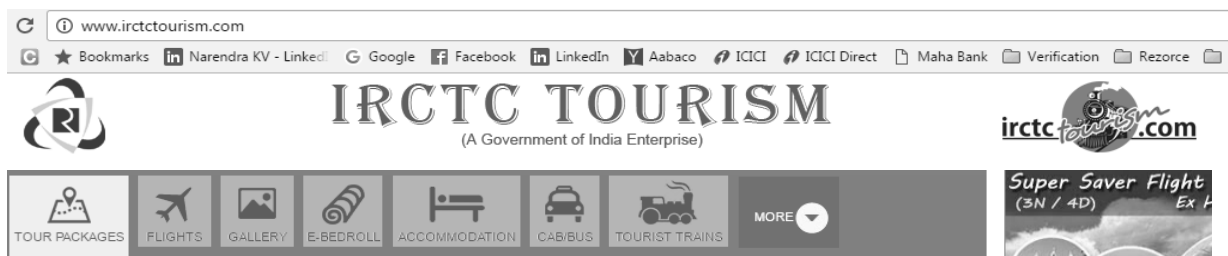 www.irctctourism.com
Bookmarks Narendra KV - Linked Google Facebook LinkedIn Aabaco ICICI ICICI Direct Maha Bank Verification Rezorce
IRCTC TOURISM
(A Government of India Enterprise)
irctc tourism .com
TOUR PACKAGES FLIGHTS GALLERY E-BEDROLL ACCOMMODATION CAB/BUS TOURIST TRAINS MORE
Super Saver Flight
(3N / 4D) Ex H